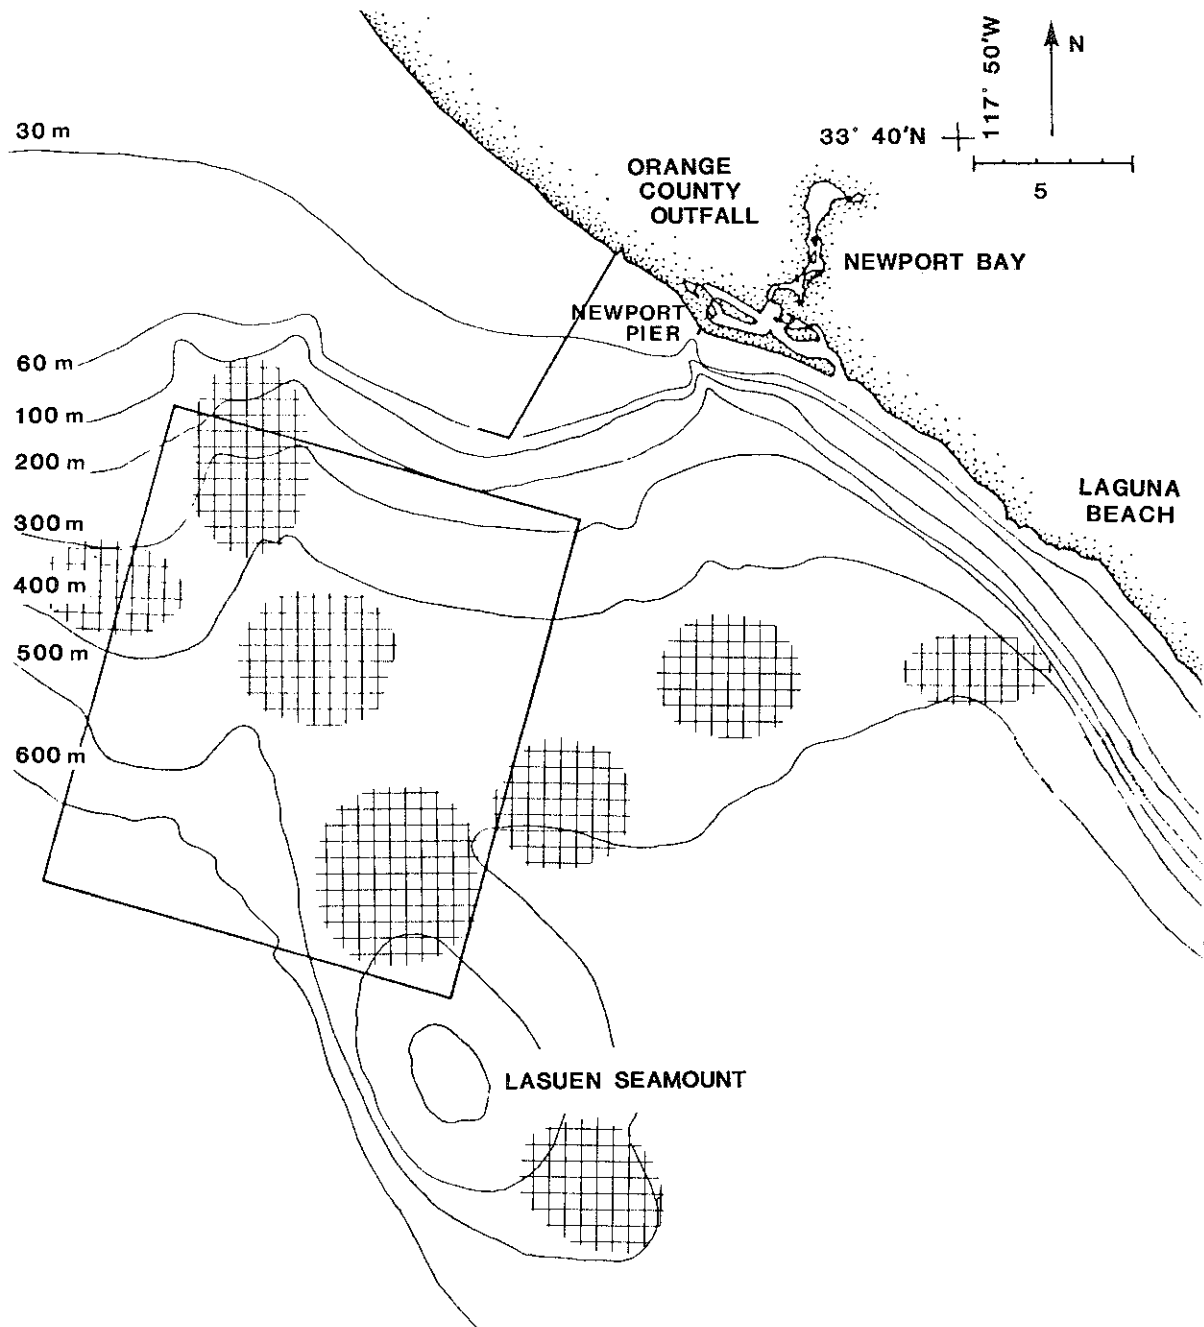 117° 50'W
N
30 m
33° 40'N
ORANGE
COUNTY
OUTFALL
5
NEWPORT BAY
NEWPORT
PIER
60 m
100 m
200 m
LAGUNA
BEACH
300 m
400 m
500 m
600 m
LASUEN SEAMOUNT